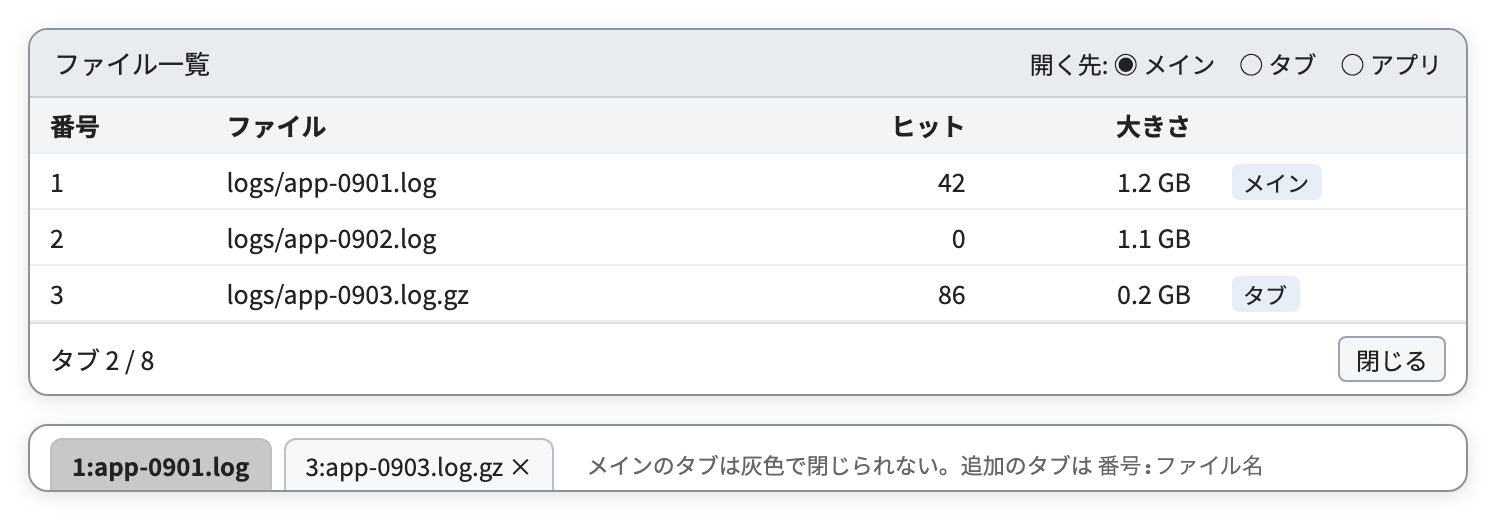 ファイル一覧 開く先: ◉ メイン ○ タブ ○ アプリ
番号 ファイル ヒット 大きさ
1 logs/app-0901.log 42 1.2 GB メイン
2 logs/app-0902.log 0 1.1 GB
3 logs/app-0903.log.gz 86 0.2 GB タブ
タブ 2 / 8 閉じる
1:app-0901.log 3:app-0903.log.gz × メインのタブは灰色で閉じられない。追加のタブは 番号:ファイル名